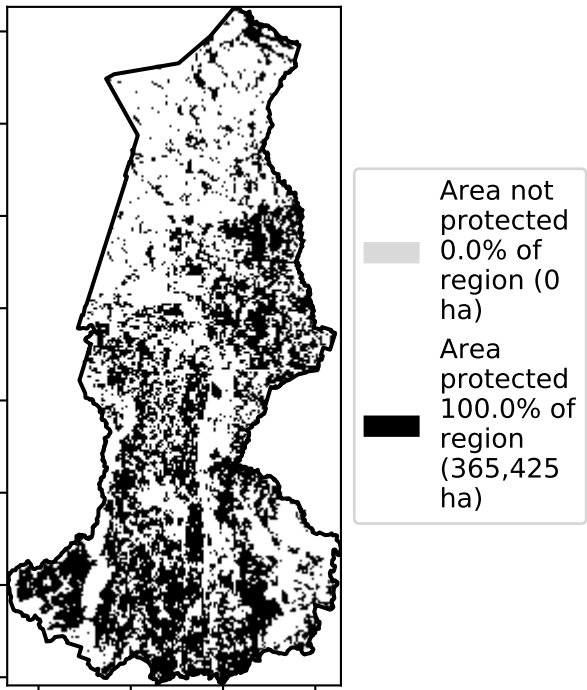 Area not
protected
0.0% of
region (0
ha)
Area
protected
100.0% of
region
(365,425
ha)